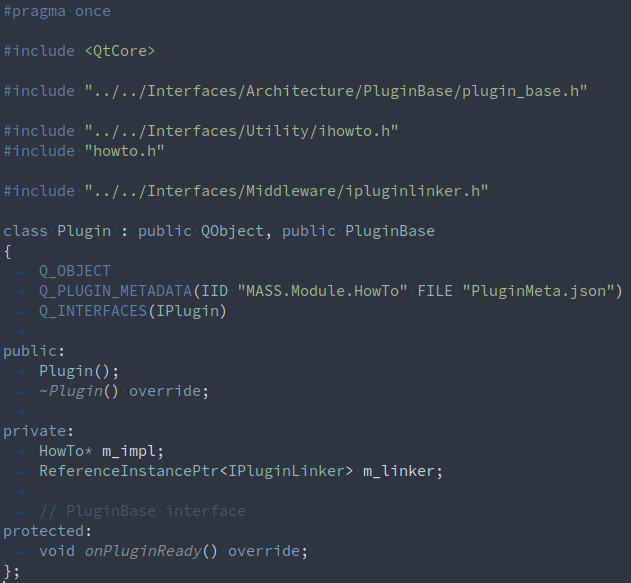 #pragma once
#include <QtCore>
#include "../../Interfaces/Architecture/PluginBase/plugin_base.h"
#include "../../Interfaces/Utility/ihowto.h"
#include "howto.h"
#include "../../Interfaces/Middleware/ipluginlinker.h"
class Plugin : public QObject, public PluginBase
{
Q_OBJECT
Q_PLUGIN_METADATA(IID "MASS.Module.HowTo" FILE "PluginMeta.json")
Q_INTERFACES(IPlugin)
public:
Plugin();
~Plugin() override;
private:
HowTo* m_impl;
ReferenceInstancePtr<IPluginLinker> m_linker;
// PluginBase interface
protected:
void onPluginReady() override;
};